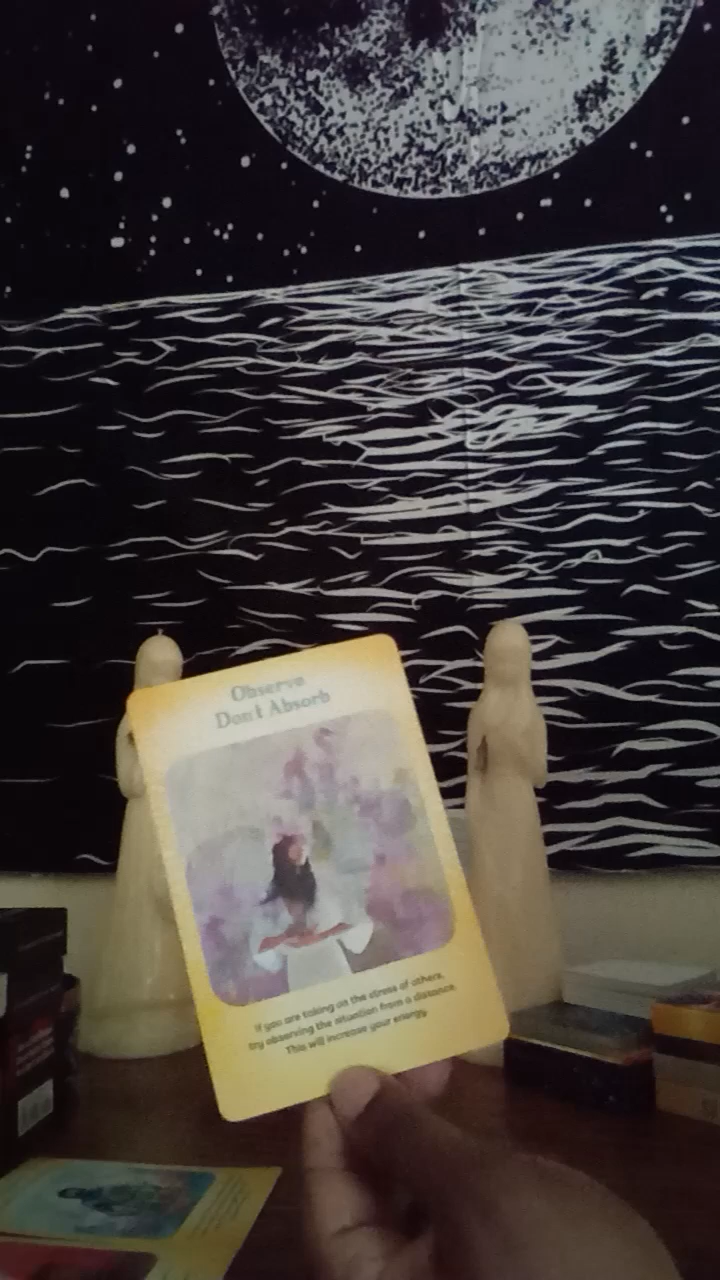 Observe
Don't Absorb
If you are taking on the stress of others,
try observing the situation from a distance.
This will increase your energy.